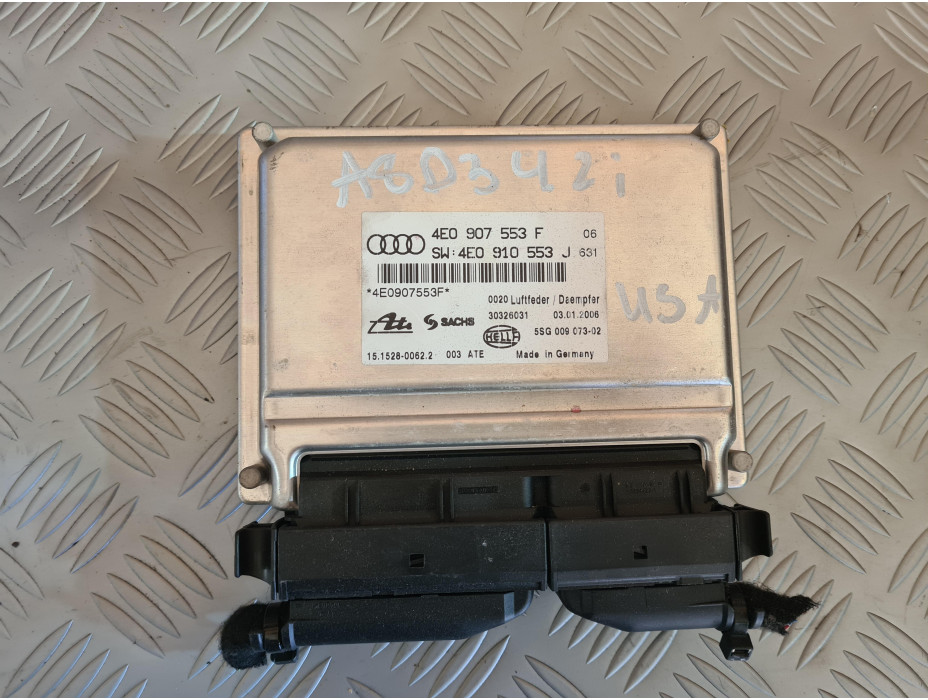 A8D3 4 2i
4E0 907 553 F 06
SW:4E0 910 553 J 631
*4E0907553F*
0020 Luftfeder / Daempfer
30326031 03.01.2006
Ate SACHS HELLA 5SG 009 073-02
15.1528-0062.2 003 ATE Made in Germany
USA